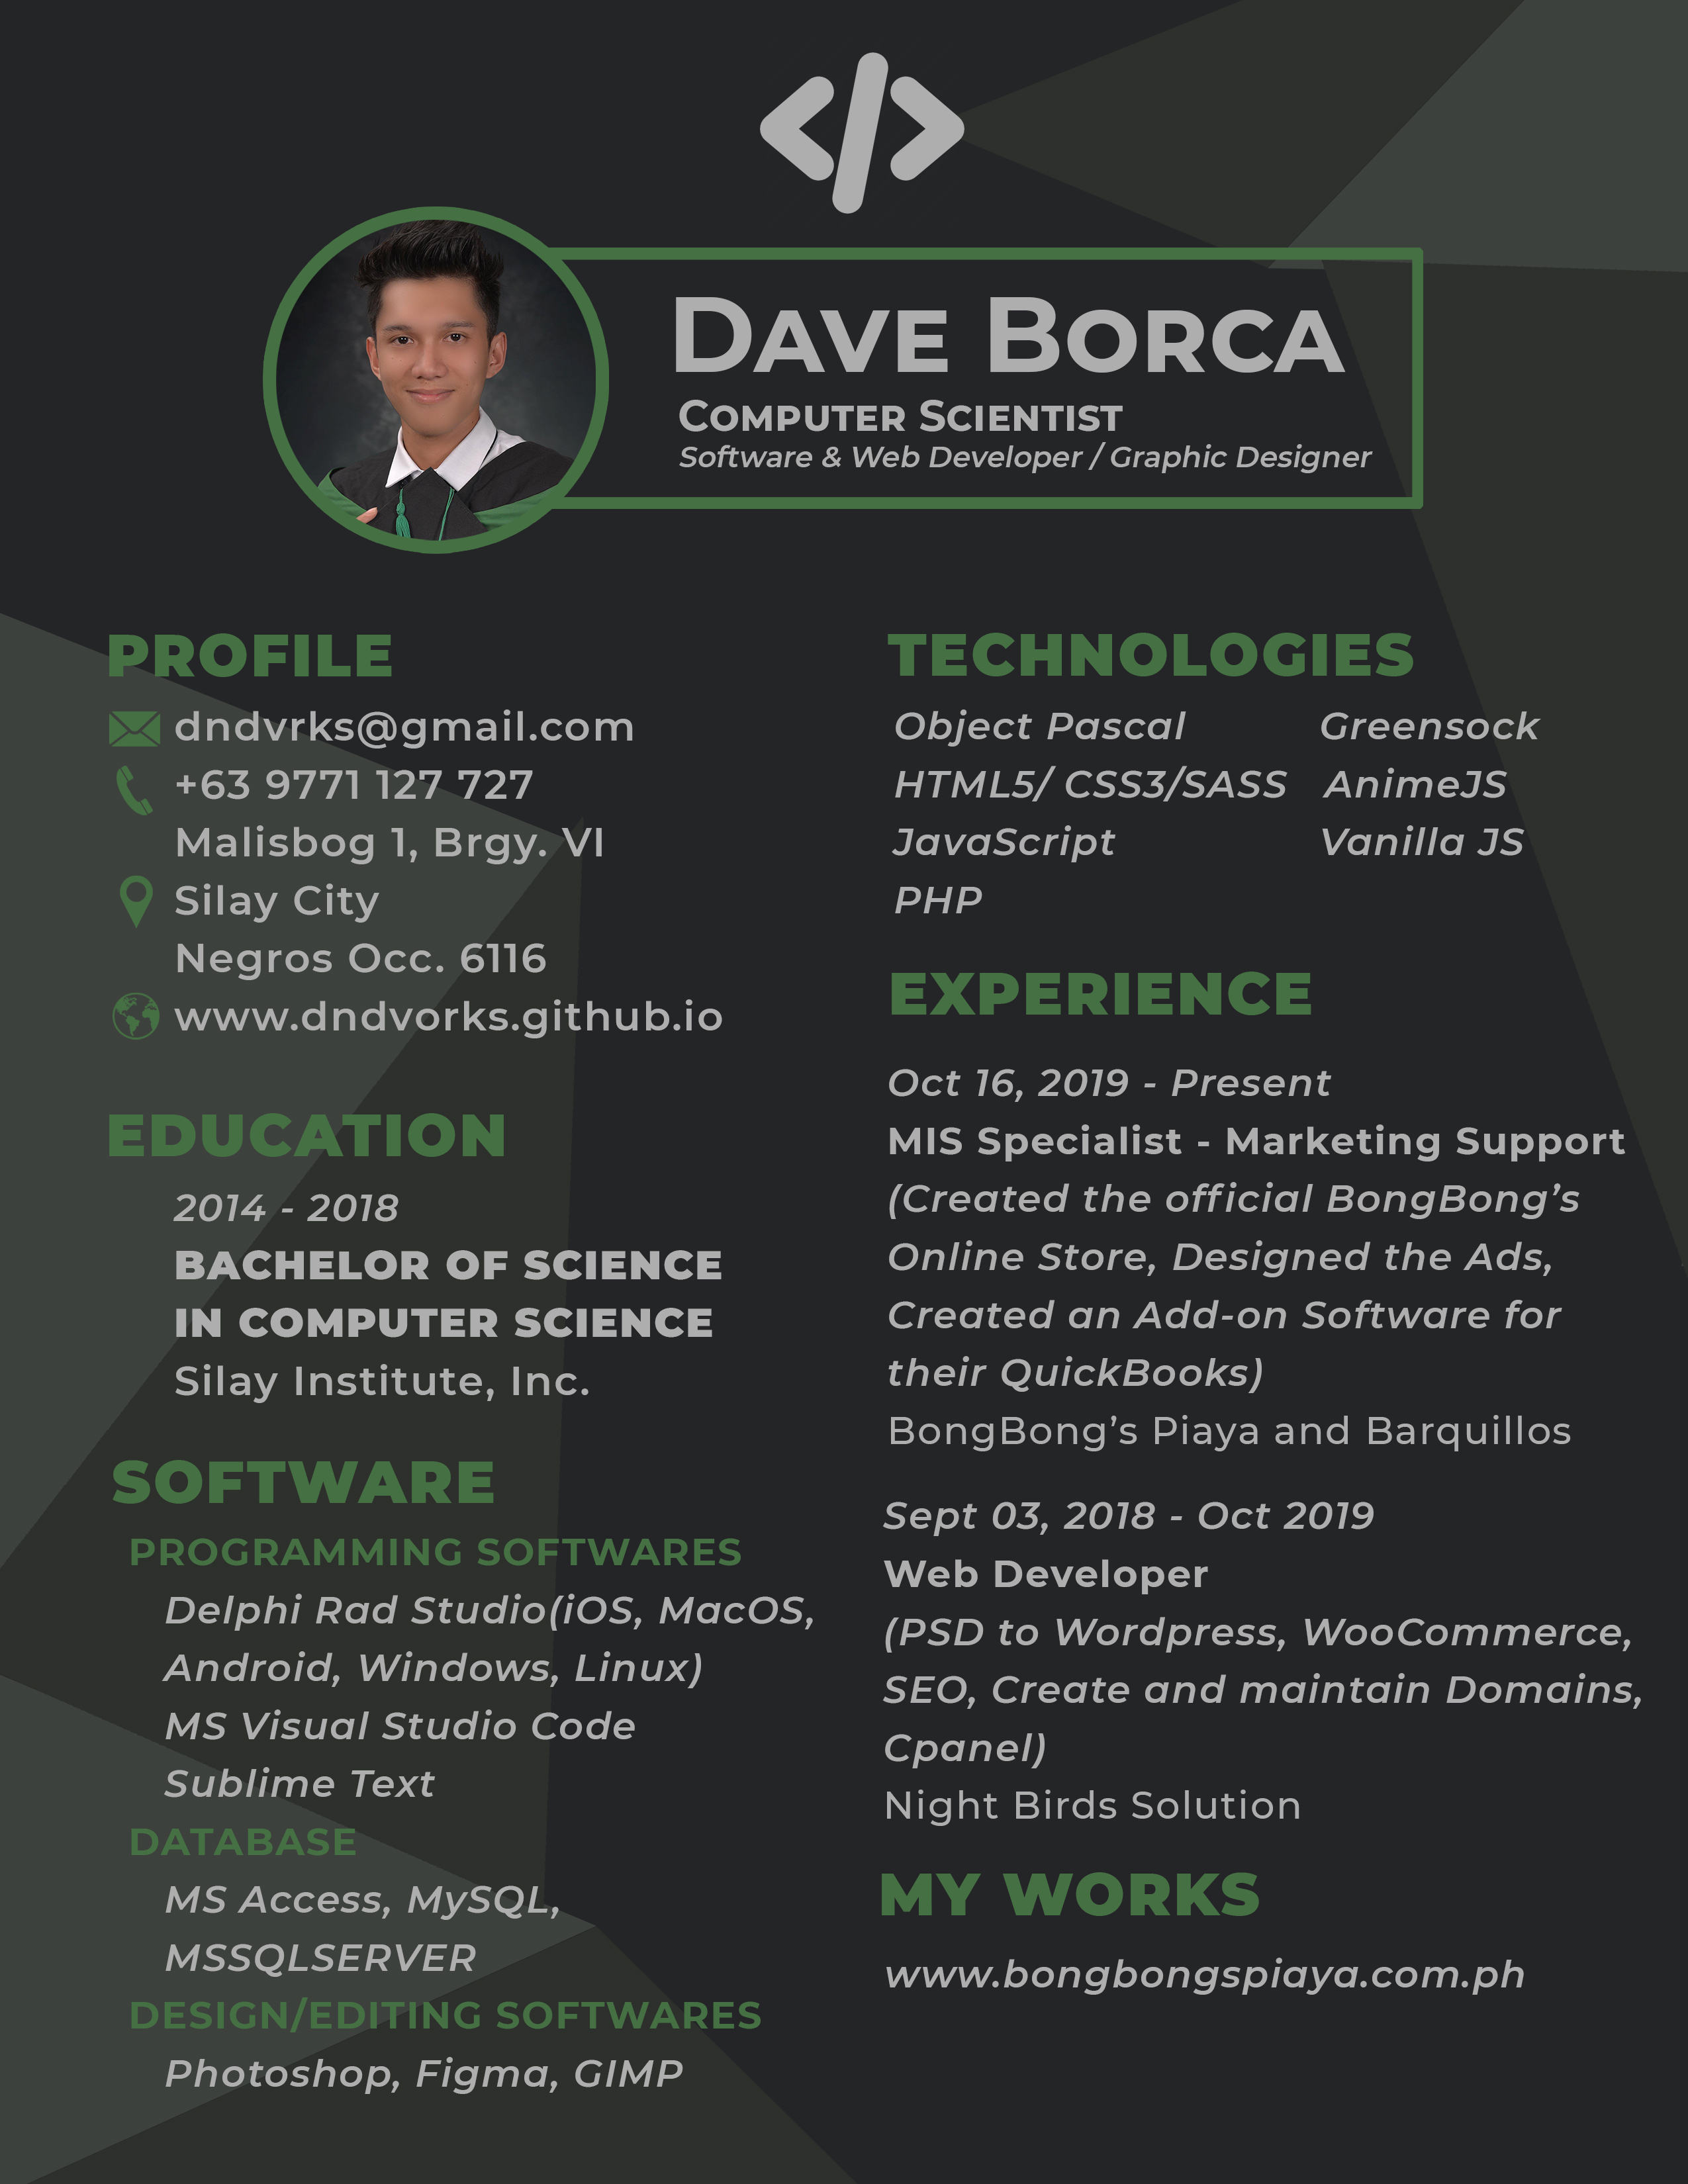 </>
DAVE BORCA
COMPUTER SCIENTIST
Software & Web Developer / Graphic Designer
PROFILE
dndvrks@gmail.com
+63 9771 127 727
Malisbog 1, Brgy. VI
Silay City
Negros Occ. 6116
www.dndvorks.github.io
EDUCATION
2014 - 2018
BACHELOR OF SCIENCE
IN COMPUTER SCIENCE
Silay Institute, Inc.
SOFTWARE
PROGRAMMING SOFTWARES
Delphi Rad Studio(iOS, MacOS,
Android, Windows, Linux)
MS Visual Studio Code
Sublime Text
DATABASE
MS Access, MySQL,
MSSQLSERVER
DESIGN/EDITING SOFTWARES
Photoshop, Figma, GIMP
TECHNOLOGIES
Object Pascal
HTML5/ CSS3/SASS
JavaScript
PHP
Greensock
AnimeJS
Vanilla JS
EXPERIENCE
Oct 16, 2019 - Present
MIS Specialist - Marketing Support
(Created the official BongBong’s
Online Store, Designed the Ads,
Created an Add-on Software for
their QuickBooks)
BongBong’s Piaya and Barquillos
Sept 03, 2018 - Oct 2019
Web Developer
(PSD to Wordpress, WooCommerce,
SEO, Create and maintain Domains,
Cpanel)
Night Birds Solution
MY WORKS
www.bongbongspiaya.com.ph